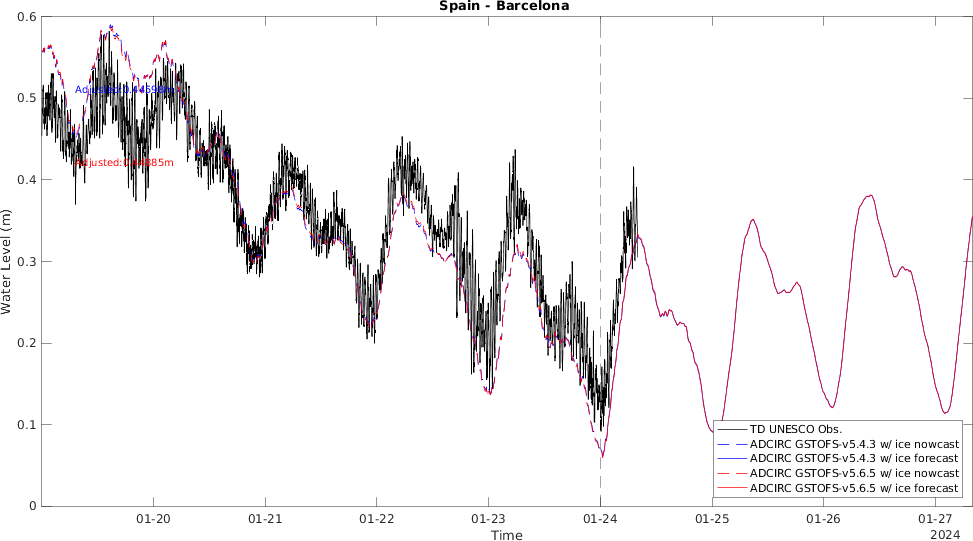 Spain - Barcelona
0.6
0.5
0.4
0.3
0.2
0.1
0
Water Level (m)
TD UNESCO Obs.
ADCIRC GSTOFS-v5.4.3 w/ ice nowcast
ADCIRC GSTOFS-v5.4.3 w/ ice forecast
ADCIRC GSTOFS-v5.6.5 w/ ice nowcast
ADCIRC GSTOFS-v5.6.5 w/ ice forecast
01-20 01-21 01-22 01-23 01-24 01-25 01-26 01-27
Time 2024